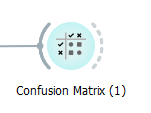 Confusion Matrix (1)